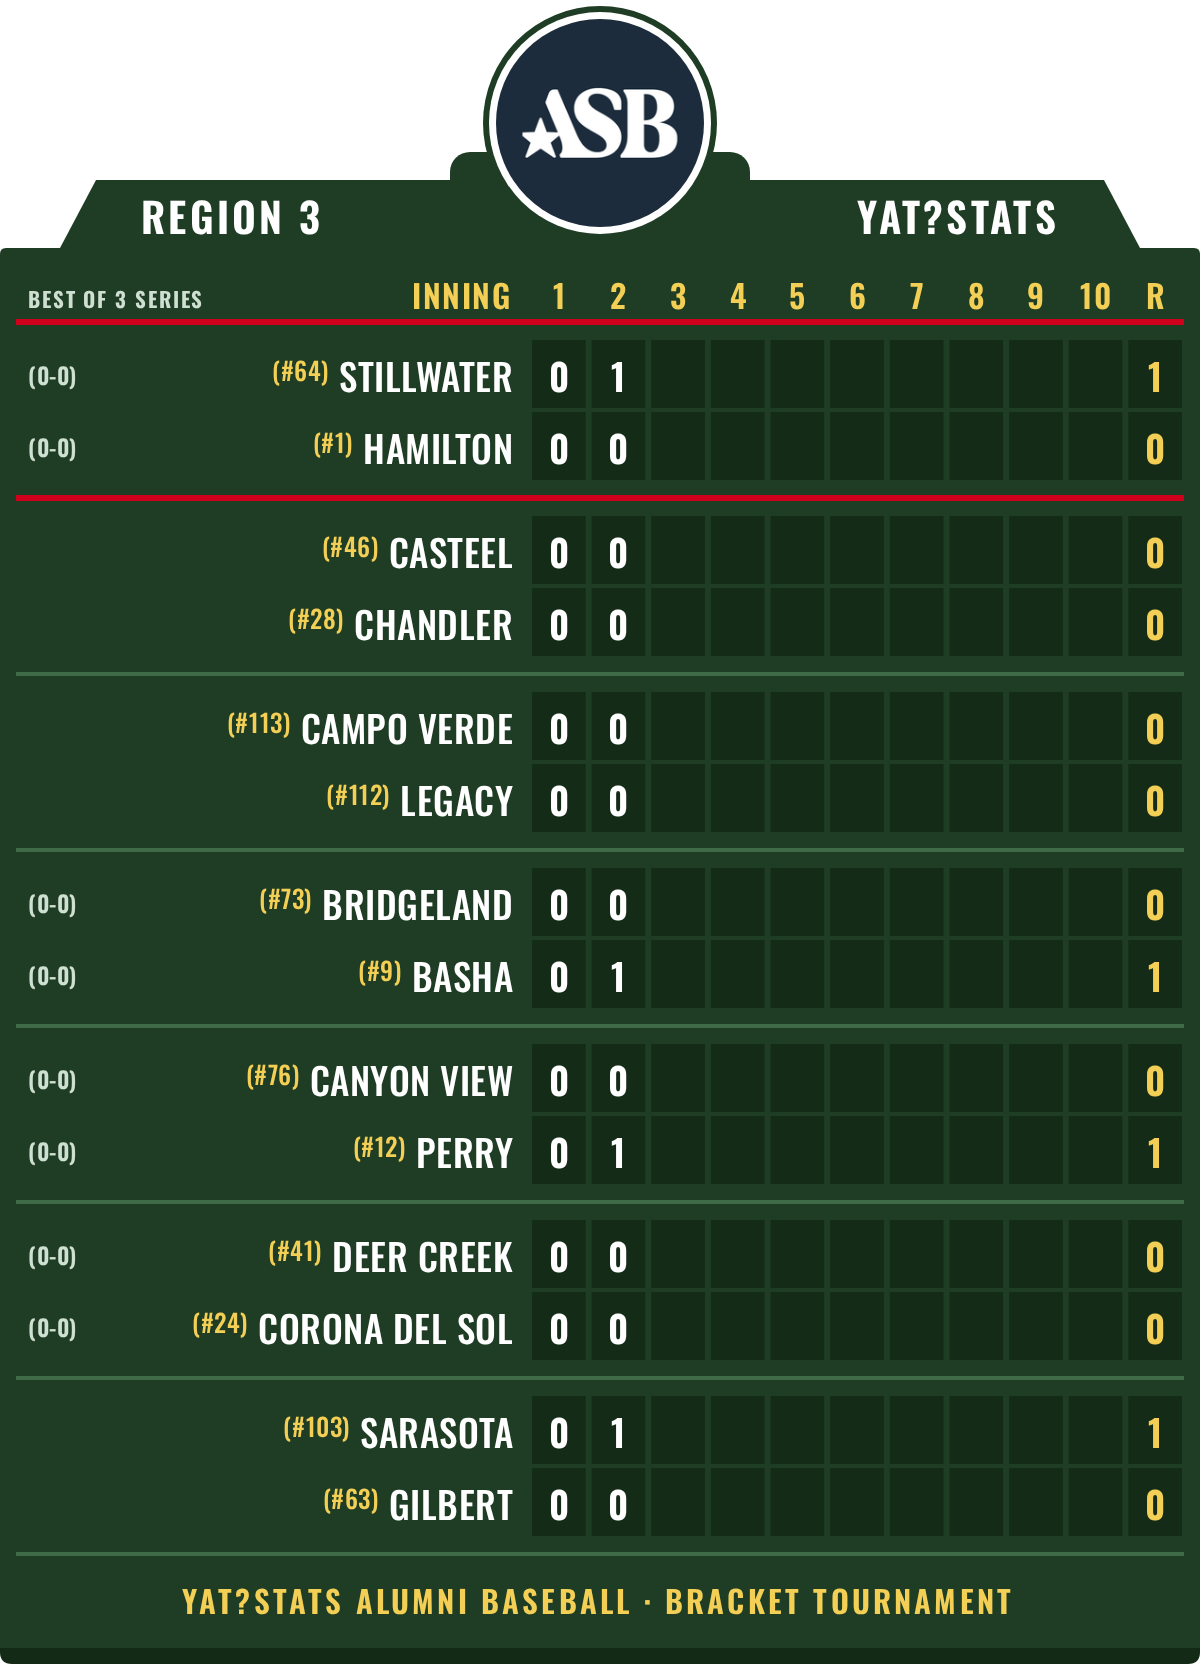 ASB
REGION 3 YAT?STATS
BEST OF 3 SERIES INNING 1 2 3 4 5 6 7 8 9 10 R
(0-0) (#64) STILLWATER 0 1 1
(0-0) (#1) HAMILTON 0 0 0
(#46) CASTEEL 0 0 0
(#28) CHANDLER 0 0 0
(#113) CAMPO VERDE 0 0 0
(#112) LEGACY 0 0 0
(0-0) (#73) BRIDGELAND 0 0 0
(0-0) (#9) BASHA 0 1 1
(0-0) (#76) CANYON VIEW 0 0 0
(0-0) (#12) PERRY 0 1 1
(0-0) (#41) DEER CREEK 0 0 0
(0-0) (#24) CORONA DEL SOL 0 0 0
(#103) SARASOTA 0 1 1
(#63) GILBERT 0 0 0
YAT?STATS ALUMNI BASEBALL · BRACKET TOURNAMENT